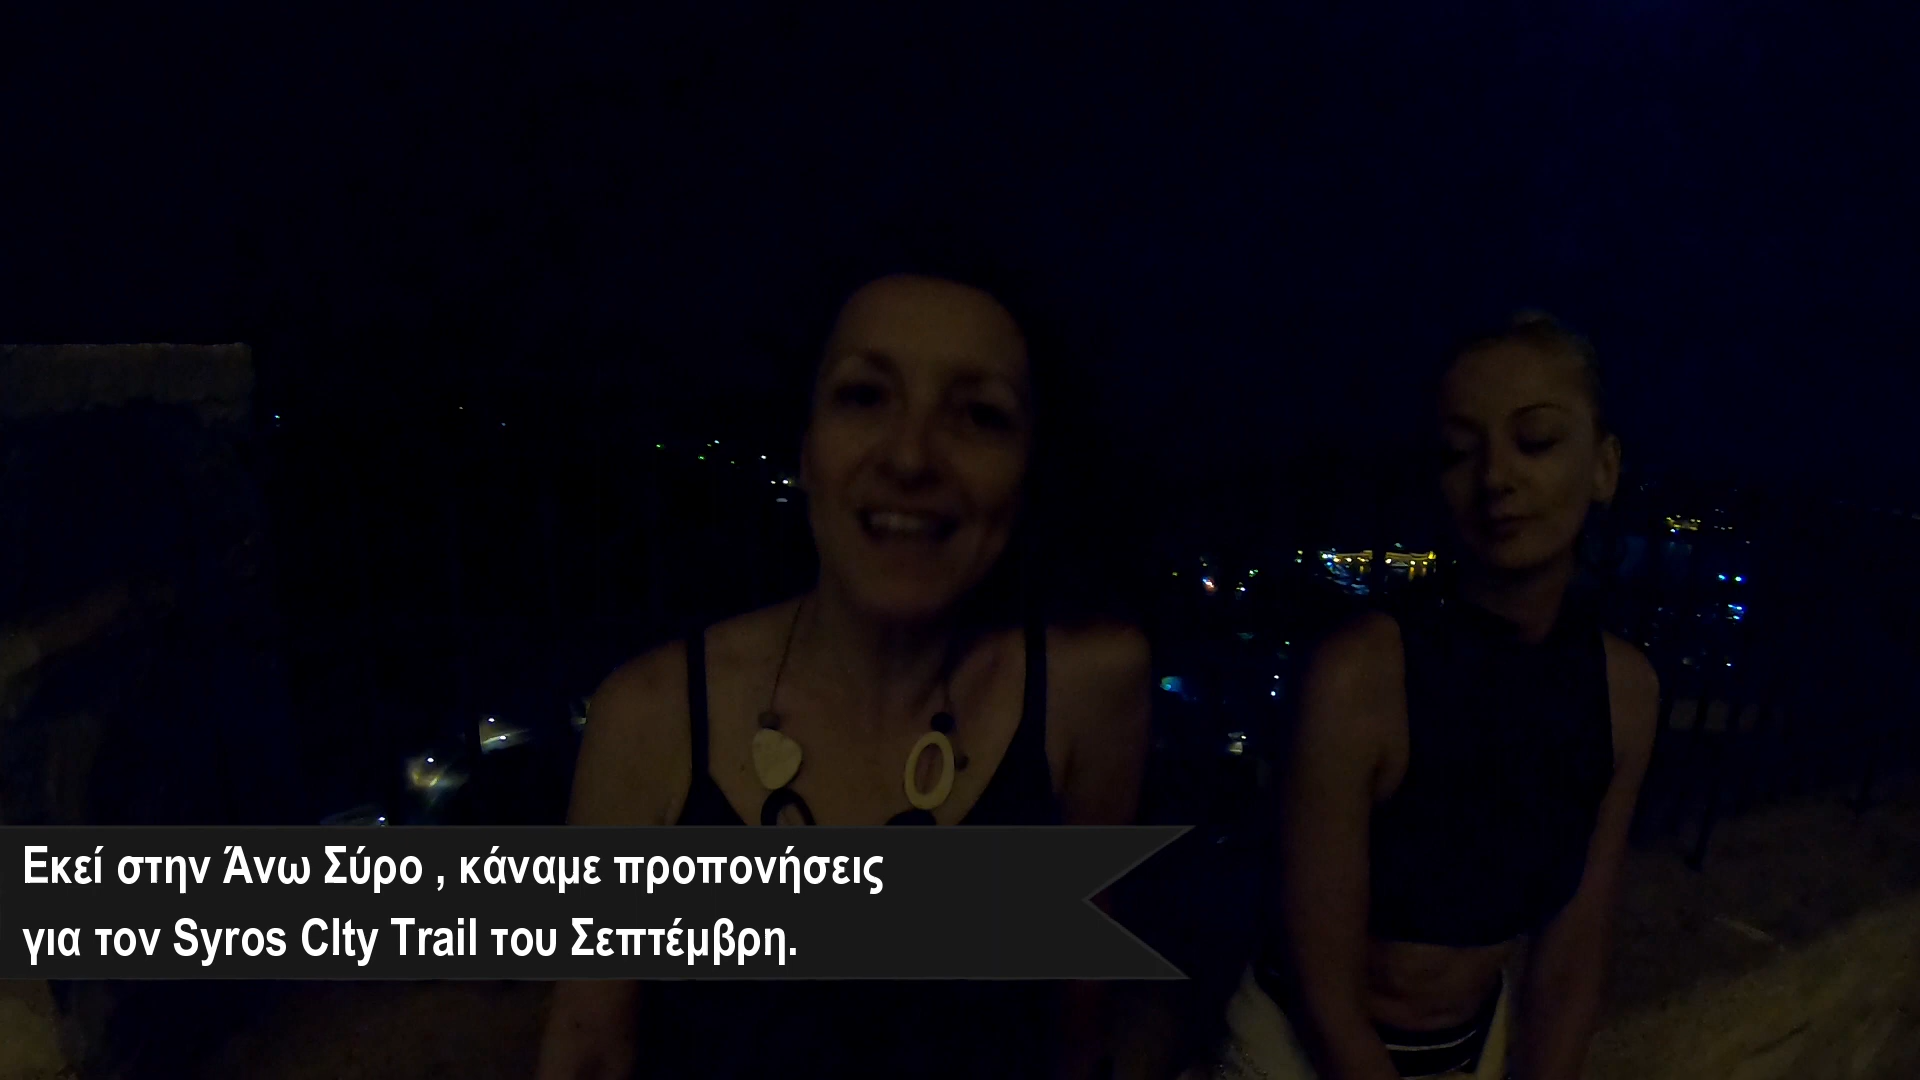 Εκεί στην Άνω Σύρο , κάναμε προπονήσεις
για τον Syros CIty Trail του Σεπτέμβρη.